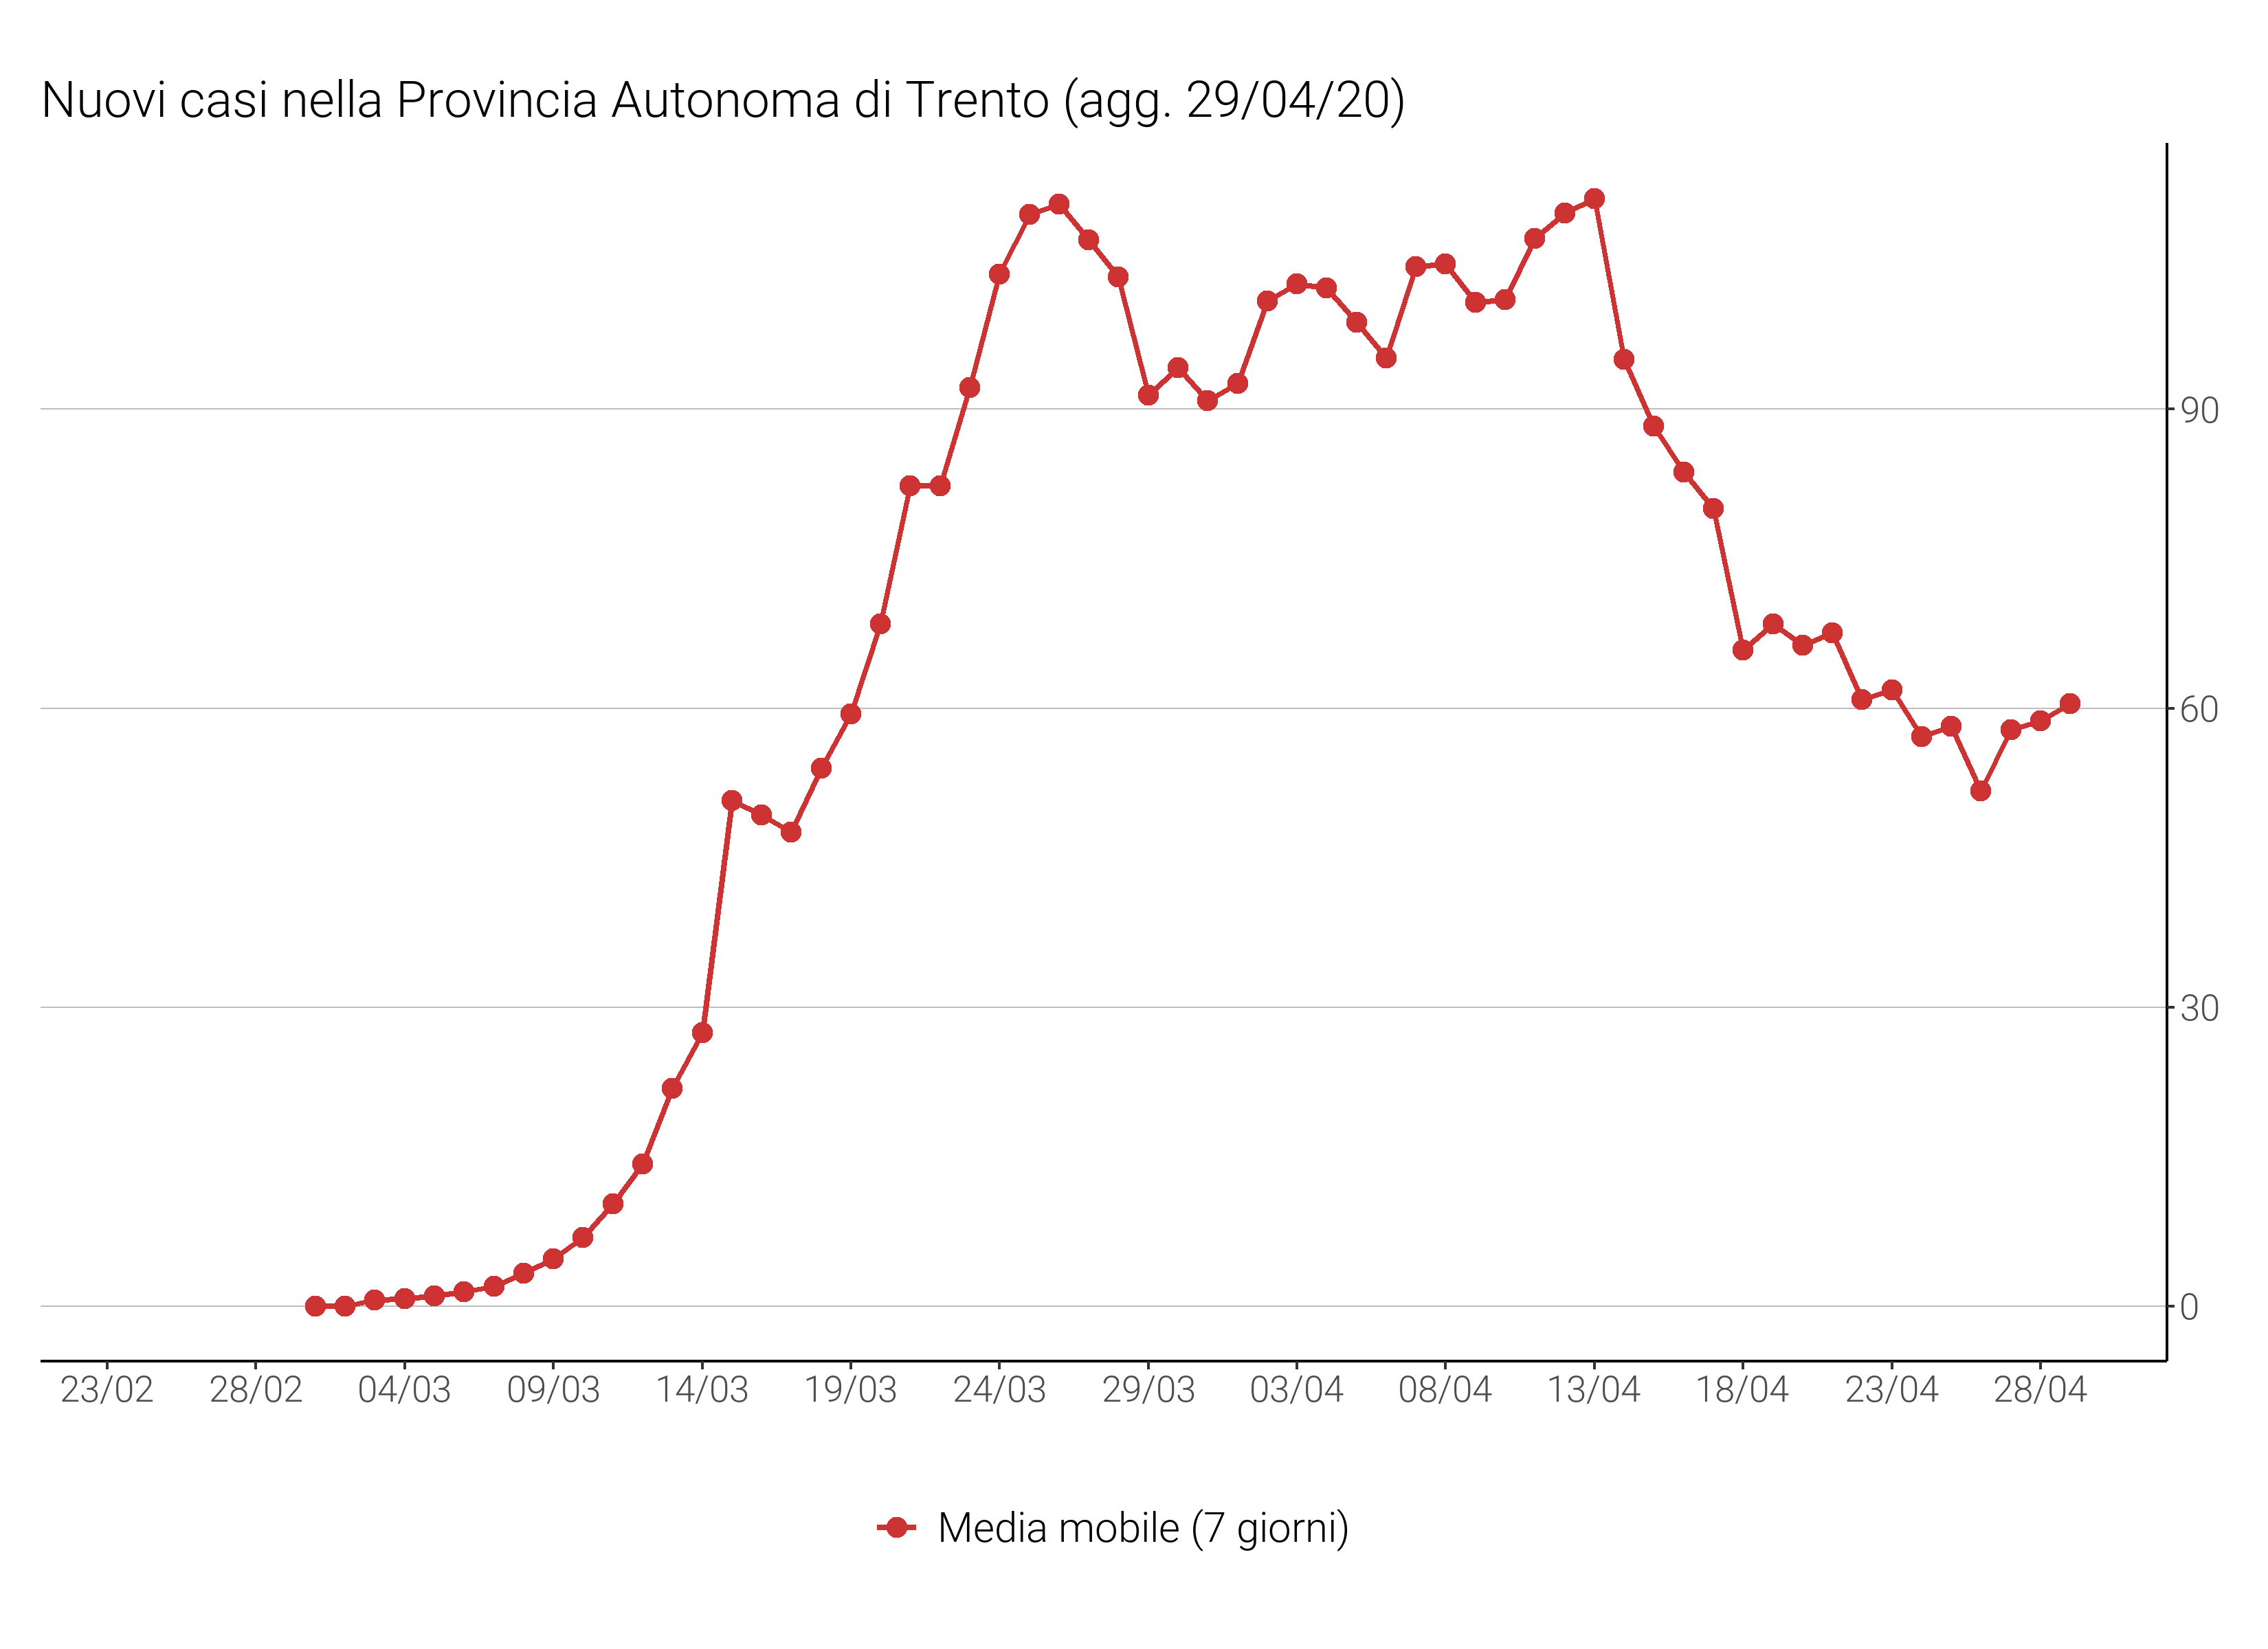 Nuovi casi nella Provincia Autonoma di Trento (agg. 29/04/20)
90
60
30
0
23/02 28/02 04/03 09/03 14/03 19/03 24/03 29/03 03/04 08/04 13/04 18/04 23/04 28/04
Media mobile (7 giorni)